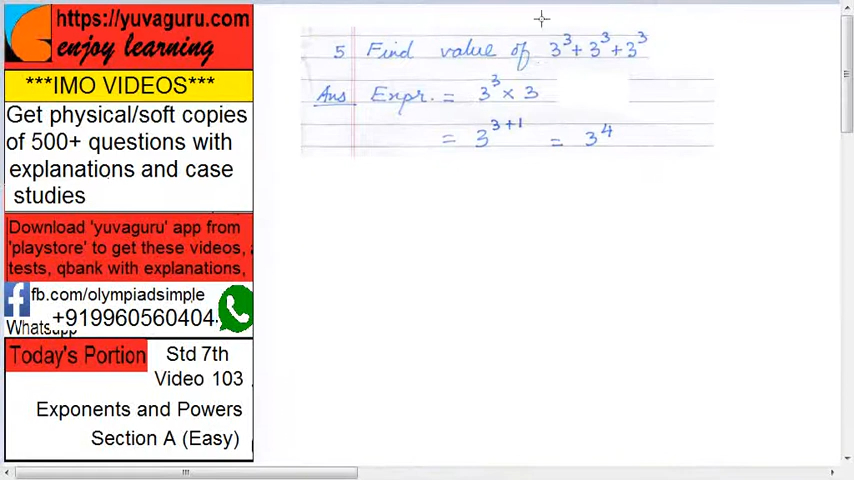 https://yuvaguru.com
enjoy learning
***IMO VIDEOS***
Get physical/soft copies
of 500+ questions with
explanations and case
studies
Download 'yuvaguru' app from
'playstore' to get these videos,
tests, qbank with explanations,
fb.com/olympiadsimple
+919960560404
Whatsapp
Today's Portion
Std 7th
Video 103
Exponents and Powers
Section A (Easy)
5 Find value of 3³ + 3³ + 3³
Ans Expr. = 3³ × 3
= 3³⁺¹ = 3⁴